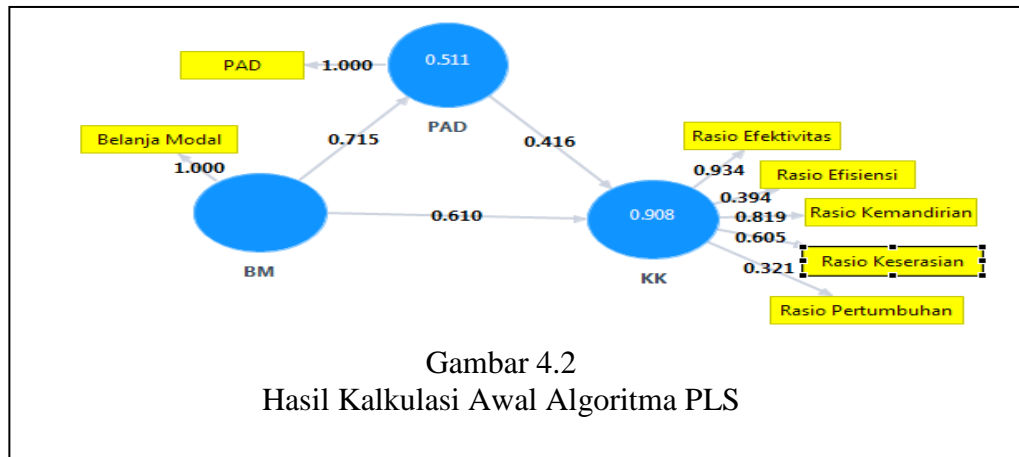 PAD
1.000
0.511
PAD
Belanja Modal
1.000
0.715
0.416
BM
0.610
0.908
KK
Rasio Efektivitas
0.934
Rasio Efisiensi
0.394
Rasio Kemandirian
0.819
0.605
Rasio Keserasian
0.321
Rasio Pertumbuhan
Gambar 4.2
Hasil Kalkulasi Awal Algoritma PLS